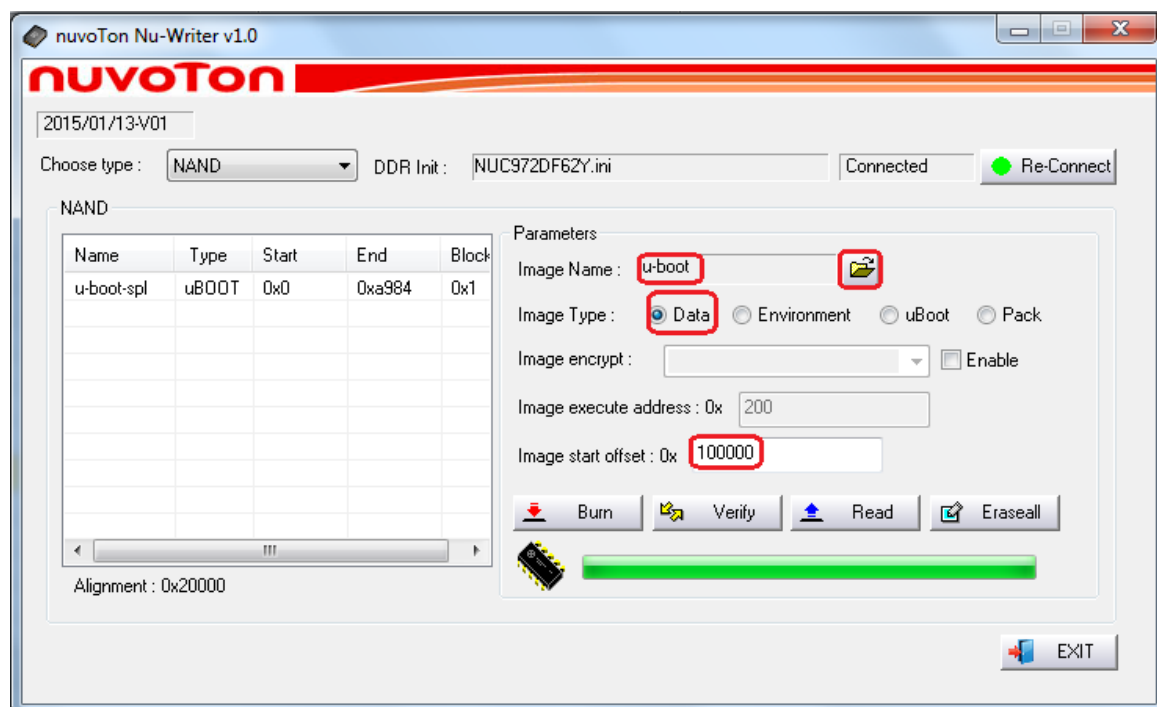 nuvoTon Nu-Writer v1.0
nuvoTon
2015/01/13-V01
Choose type : NAND DDR Init : NUC972DF62Y.ini Connected Re-Connect
NAND
Name Type Start End Block
u-boot-spl uBOOT 0x0 0xa984 0x1
Alignment : 0x20000
Parameters
Image Name : u-boot
Image Type : Data Environment uBoot Pack
Image encrypt : Enable
Image execute address : 0x 200
Image start offset : 0x 100000
Burn Verify Read Eraseall
EXIT